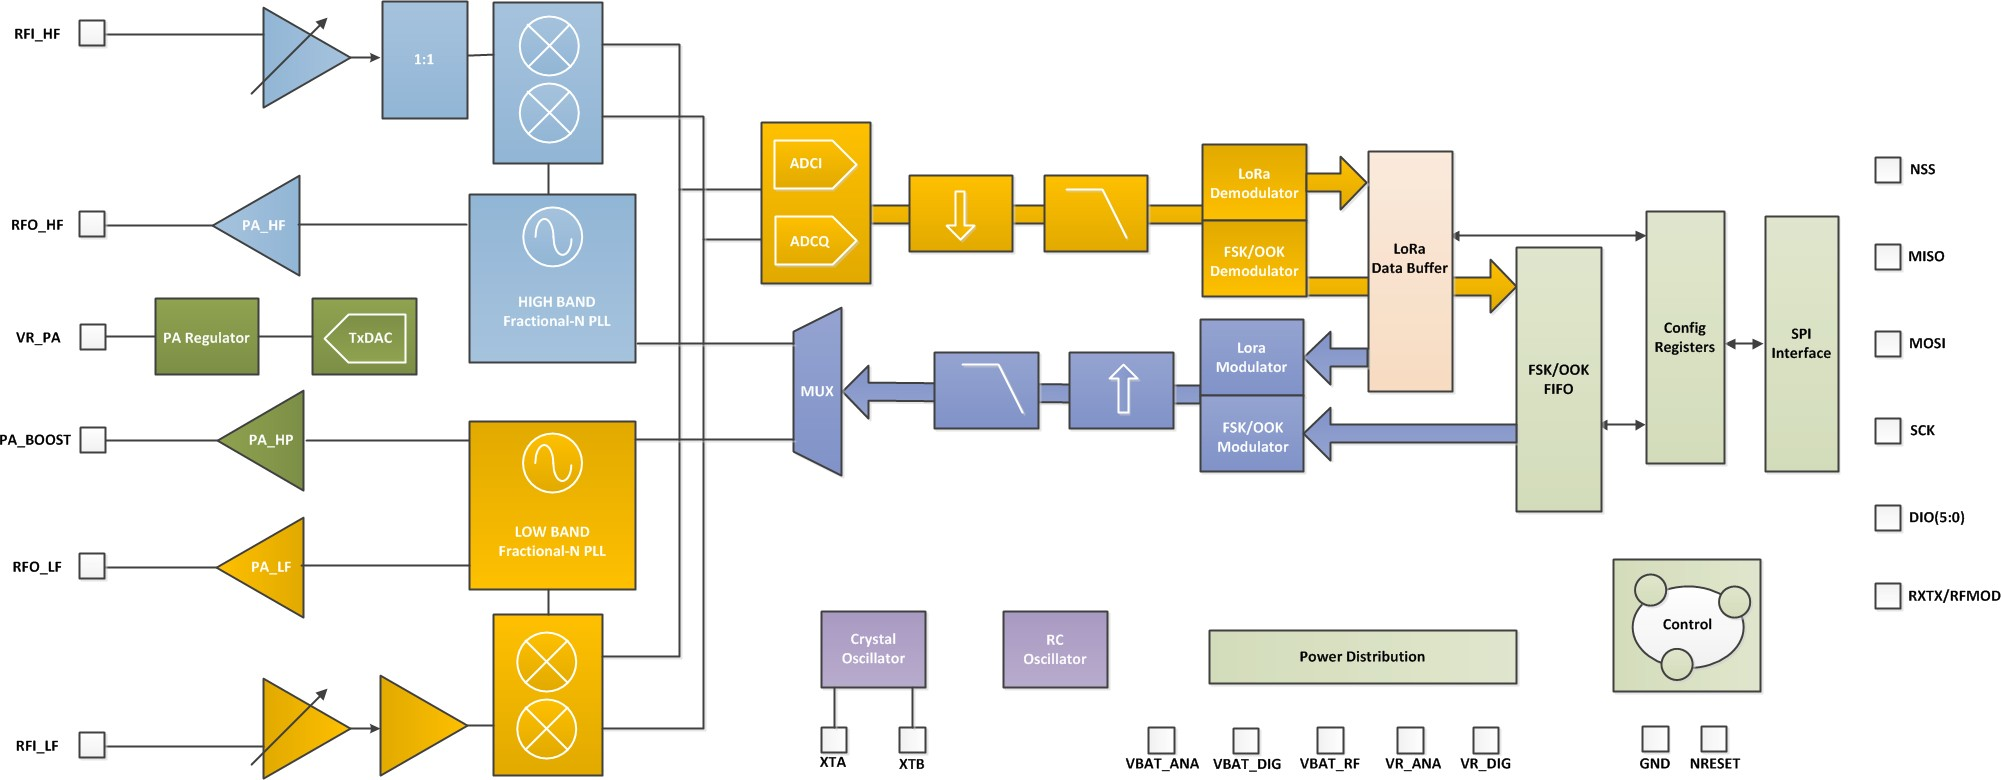 RFI_HF
1:1
RFO_HF
PA_HF
HIGH BAND
Fractional-N PLL
VR_PA
PA Regulator
TxDAC
PA_BOOST
PA_HP
LOW BAND
Fractional-N PLL
RFO_LF
PA_LF
RFI_LF
ADCI
ADCQ
MUX
LoRa
Demodulator
FSK/OOK
Demodulator
Lora
Modulator
FSK/OOK
Modulator
LoRa
Data Buffer
FSK/OOK
FIFO
Config
Registers
SPI
Interface
NSS
MISO
MOSI
SCK
DIO(5:0)
RXTX/RFMOD
Crystal
Oscillator
RC
Oscillator
Power Distribution
Control
XTA
XTB
VBAT_ANA
VBAT_DIG
VBAT_RF
VR_ANA
VR_DIG
GND
NRESET